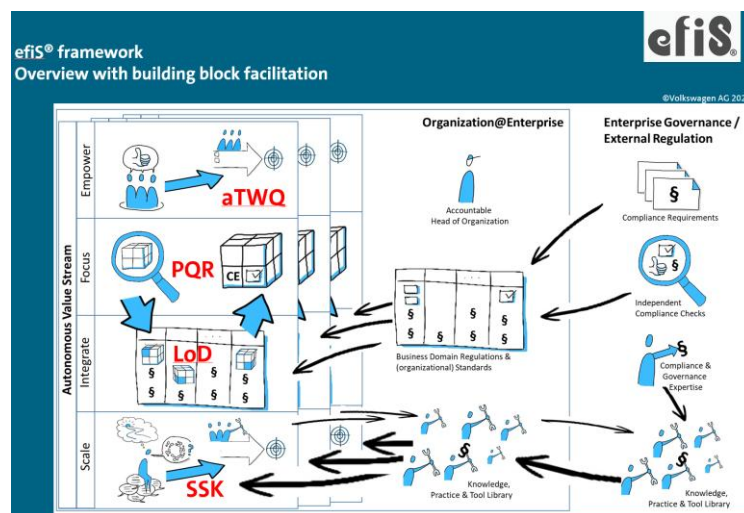 efiS® framework
Overview with building block facilitation
efiS®
©Volkswagen AG 202
Autonomous Value Stream
Empower
aTWQ
Focus
PQR
CE
Integrate
LoD
§ § § §
§ § § §
Scale
SSK
Organization@Enterprise
Accountable
Head of Organization
§ § §
§ § § §
Business Domain Regulations &
(organizational) Standards
§
Knowledge,
Practice & Tool Library
Enterprise Governance /
External Regulation
§
Compliance Requirements
§
Independent
Compliance Checks
§
Compliance &
Governance
Expertise
§
Knowledge,
Practice & Tool Library